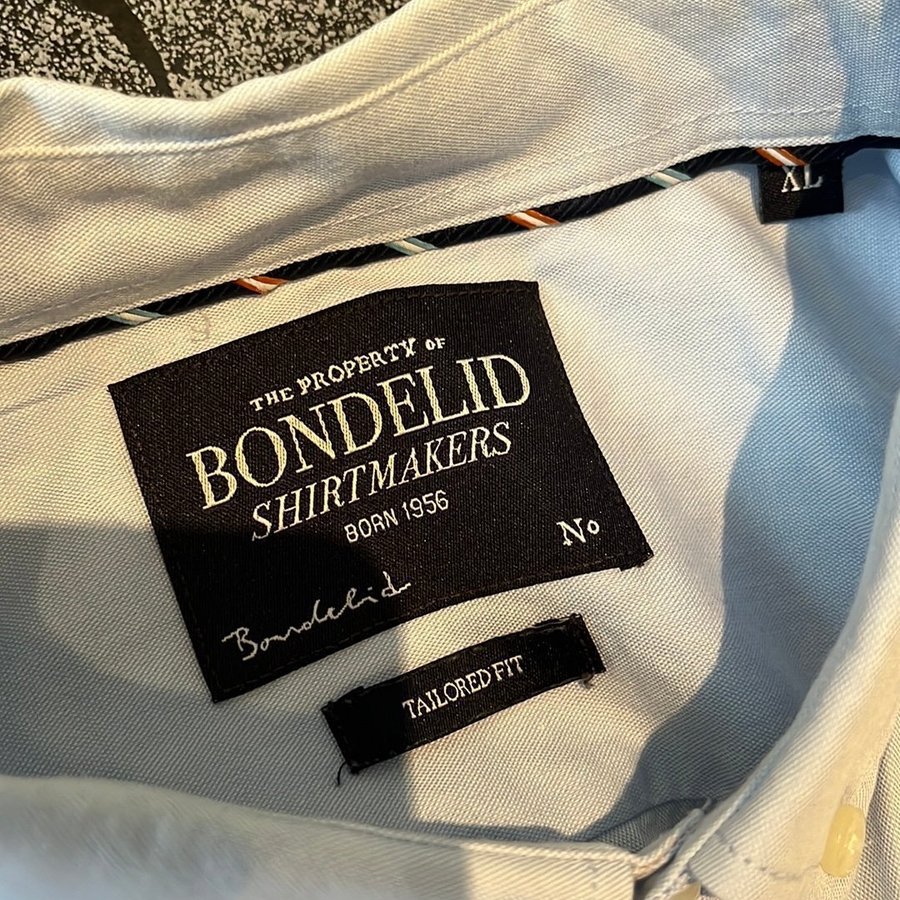 XL
THE PROPERTY OF
BONDELID
SHIRTMAKERS
BORN 1956
No
Bondelid
TAILORED FIT